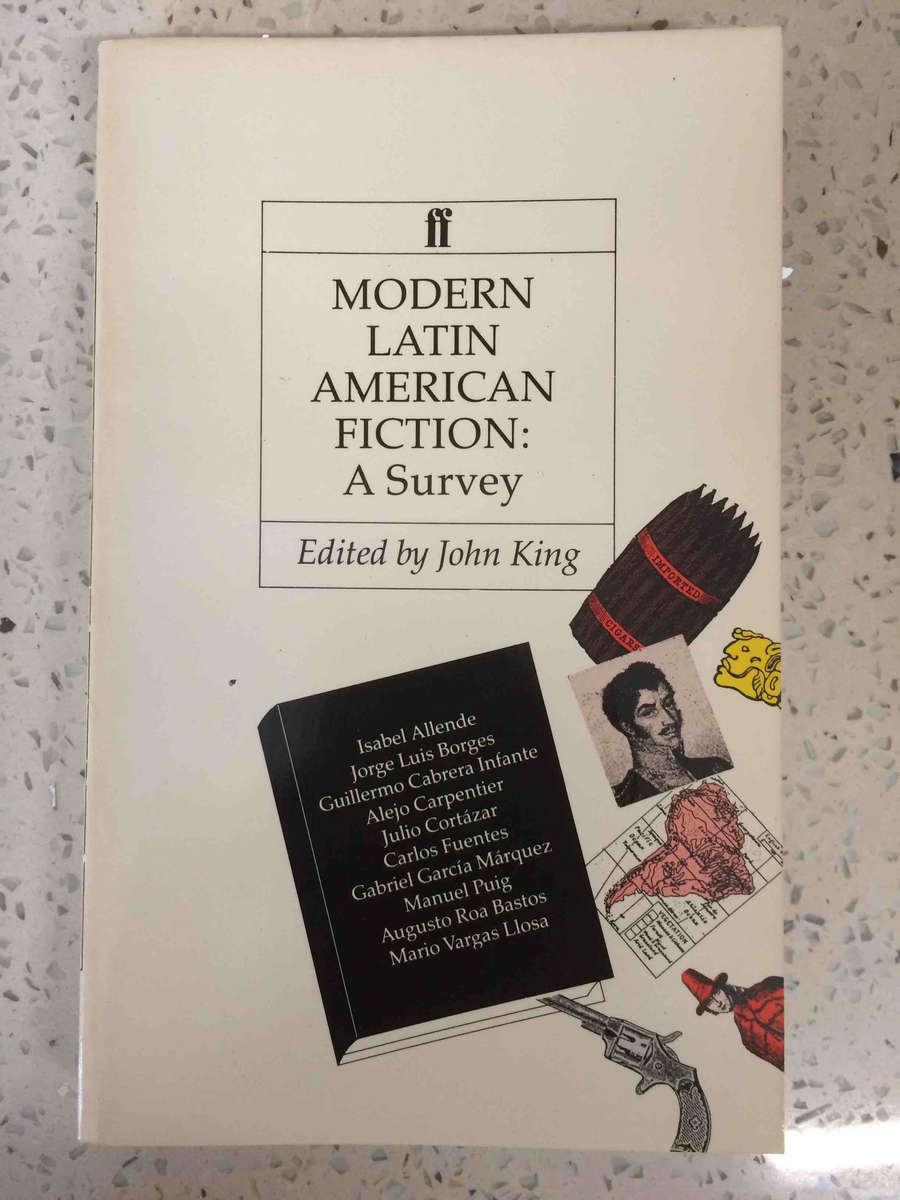 ff
MODERN
LATIN
AMERICAN
FICTION:
A Survey
Edited by John King
IMPORTED
CIGARS
Isabel Allende
Jorge Luis Borges
Guillermo Cabrera Infante
Alejo Carpentier
Julio Cortázar
Carlos Fuentes
Gabriel García Márquez
Manuel Puig
Augusto Roa Bastos
Mario Vargas Llosa
VEGETATION